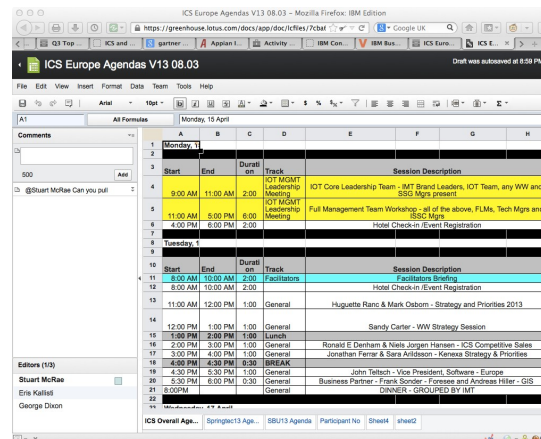 ICS Europe Agendas V13 08.03 - Mozilla Firefox: IBM Edition
https://greenhouse.lotus.com/docs/app/doc/lcfiles/7cbaf
Google UK
Q3 Top ...
ICS and ...
gartner ...
Appian I...
Activity ...
IBM Con...
IBM Bus...
ICS Euro...
ICS E...
ICS Europe Agendas V13 08.03
Draft was autosaved at 8:59 PM
File Edit View Insert Format Data Team Tools Help
Arial 10pt
A1 All Formulas Monday, 15 April
Comments
500 Add
@Stuart McRae Can you pull
Editors (1/3)
Stuart McRae
Eris Kallisti
George Dixon
A B C D E F G H
1 Monday, 1
2
3 Start End Durati on Track Session Description
4 9:00 AM 11:00 AM 2:00 IOT MGMT Leadership Meeting IOT Core Leadership Team - IMT Brand Leaders, IOT Team, any WW and SSG Mgrs present
5 11:00 AM 5:00 PM 6:00 IOT MGMT Leadership Meeting Full Management Team Workshop - all of the above, FLMs, Tech Mgrs and ISSC Mgrs
6 4:00 PM 6:00 PM 2:00 Hotel Check-in /Event Registration
7
8 Tuesday, 1
9
10 Start End Durati on Track Session Description
11 8:00 AM 10:00 AM 2:00 Facilitators Facilitators Briefing
12 8:00 AM 10:00 AM 2:00 Hotel Check-in /Event Registration
13 11:00 AM 12:00 PM 1:00 General Huguette Ranc & Mark Osborn - Strategy and Priorities 2013
14 12:00 PM 1:00 PM 1:00 General Sandy Carter - WW Strategy Session
15 1:00 PM 2:00 PM 1:00 Lunch
16 2:00 PM 3:00 PM 1:00 General Ronald E Denham & Niels Jorgen Hansen - ICS Competitive Sales
17 3:00 PM 4:00 PM 1:00 General Jonathan Ferrar & Sara Arildsson - Kenexa Strategy & Priorities
18 4:00 PM 4:30 PM 0:30 BREAK
19 4:30 PM 5:30 PM 1:00 General John Teltsch - Vice President, Software - Europe
20 5:30 PM 6:00 PM 0:30 General Business Partner - Frank Sonder - Foresee and Andreas Hiller - GIS
21 8:00PM General DINNER - GROUPED BY IMT
22
23 Wednesday, 17 April
ICS Overall Age... Springtec13 Age... SBU13 Agenda Participant No Sheet4 sheet2